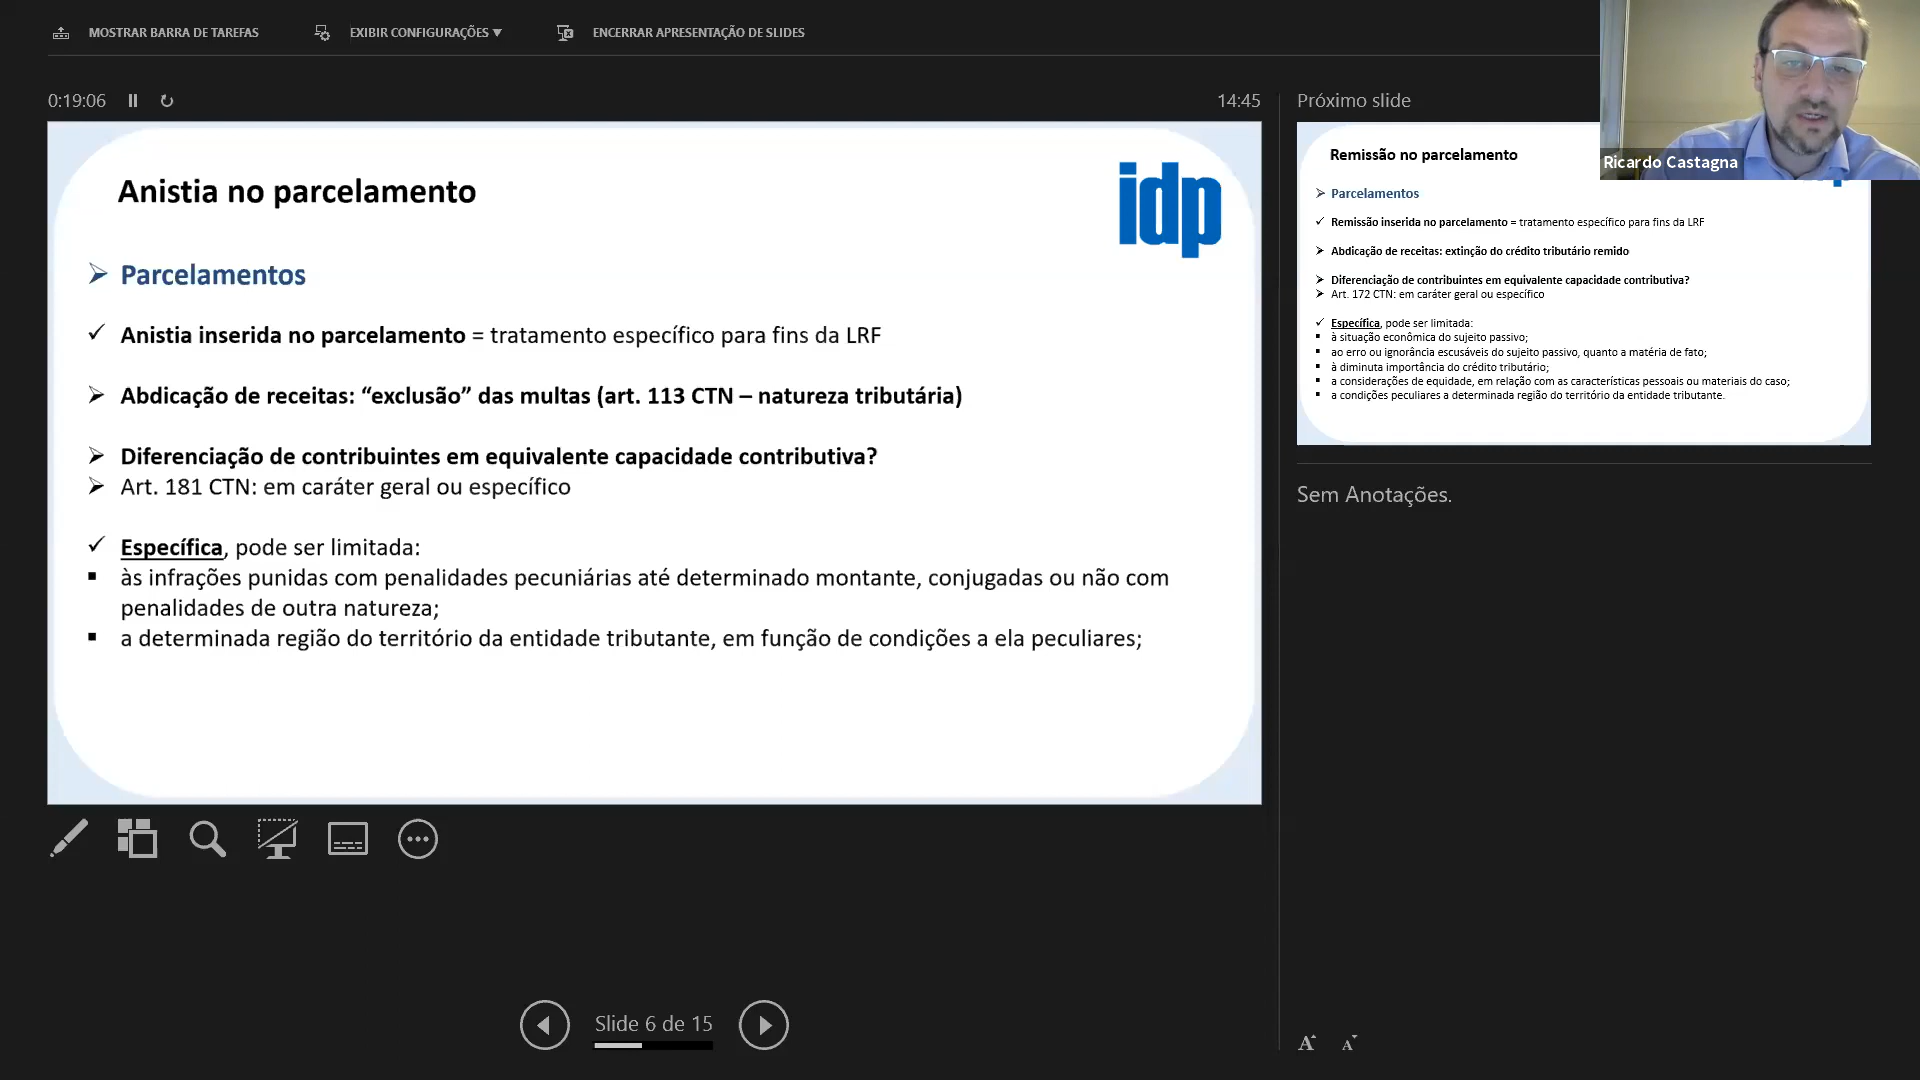 MOSTRAR BARRA DE TAREFAS
EXIBIR CONFIGURAÇÕES ▼
ENCERRAR APRESENTAÇÃO DE SLIDES
0:19:06
14:45
Anistia no parcelamento
idp
Parcelamentos
Anistia inserida no parcelamento = tratamento específico para fins da LRF
Abdicação de receitas: “exclusão” das multas (art. 113 CTN – natureza tributária)
Diferenciação de contribuintes em equivalente capacidade contributiva?
Art. 181 CTN: em caráter geral ou específico
Específica, pode ser limitada:
às infrações punidas com penalidades pecuniárias até determinado montante, conjugadas ou não com
penalidades de outra natureza;
a determinada região do território da entidade tributante, em função de condições a ela peculiares;
Slide 6 de 15
Próximo slide
Ricardo Castagna
Remissão no parcelamento
Parcelamentos
Remissão inserida no parcelamento = tratamento específico para fins da LRF
Abdicação de receitas: extinção do crédito tributário remido
Diferenciação de contribuintes em equivalente capacidade contributiva?
Art. 172 CTN: em caráter geral ou específico
Específica, pode ser limitada:
à situação econômica do sujeito passivo;
ao erro ou ignorância escusáveis do sujeito passivo, quanto a matéria de fato;
à diminuta importância do crédito tributário;
a considerações de equidade, em relação com as características pessoais ou materiais do caso;
a condições peculiares a determinada região do território da entidade tributante.
Sem Anotações.
A A